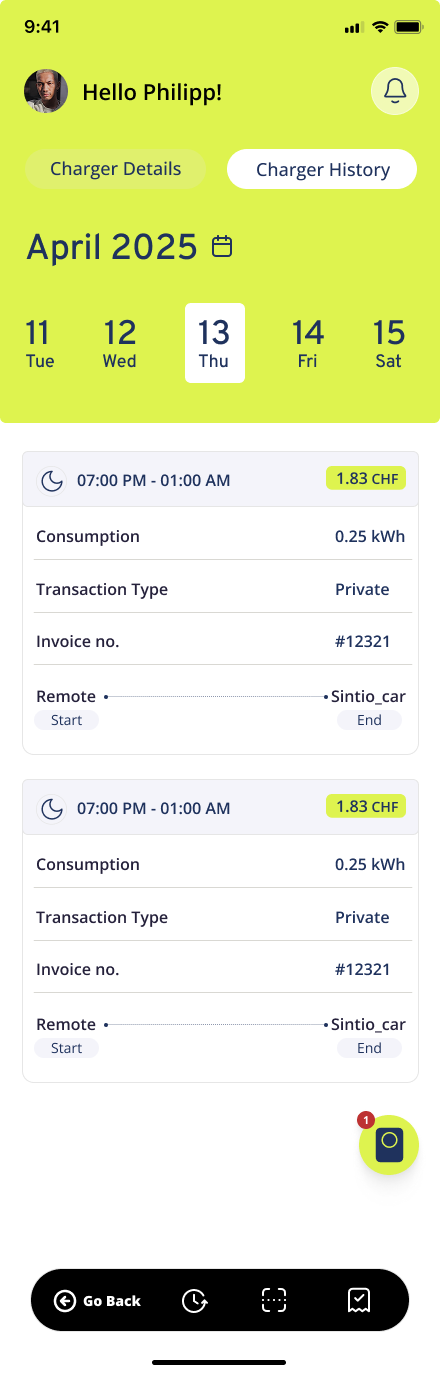 9:41
Hello Philipp!
Charger Details
Charger History
April 2025
11 12 13 14 15
Tue Wed Thu Fri Sat
07:00 PM - 01:00 AM 1.83 CHF
Consumption 0.25 kWh
Transaction Type Private
Invoice no. #12321
Remote Sintio_car
Start End
07:00 PM - 01:00 AM 1.83 CHF
Consumption 0.25 kWh
Transaction Type Private
Invoice no. #12321
Remote Sintio_car
Start End
1
Go Back